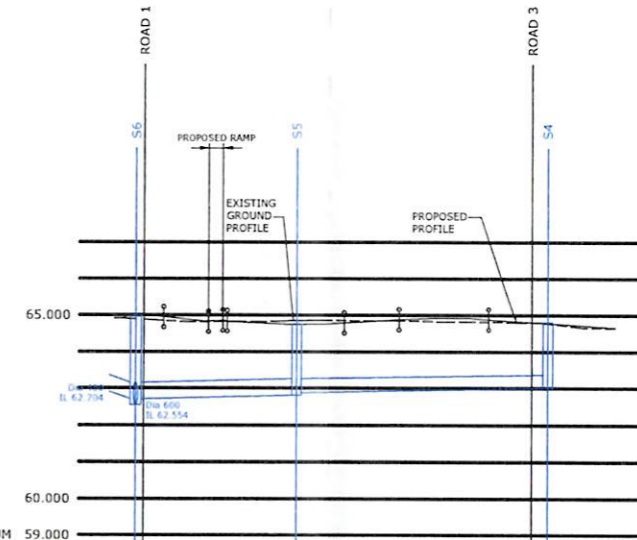 ROAD 1
ROAD 3
S6
S5
S4
PROPOSED RAMP
EXISTING
GROUND
PROFILE
PROPOSED
PROFILE
65.000
Dia
IL 62.704
Dia 600
IL 62.554
60.000
59.000